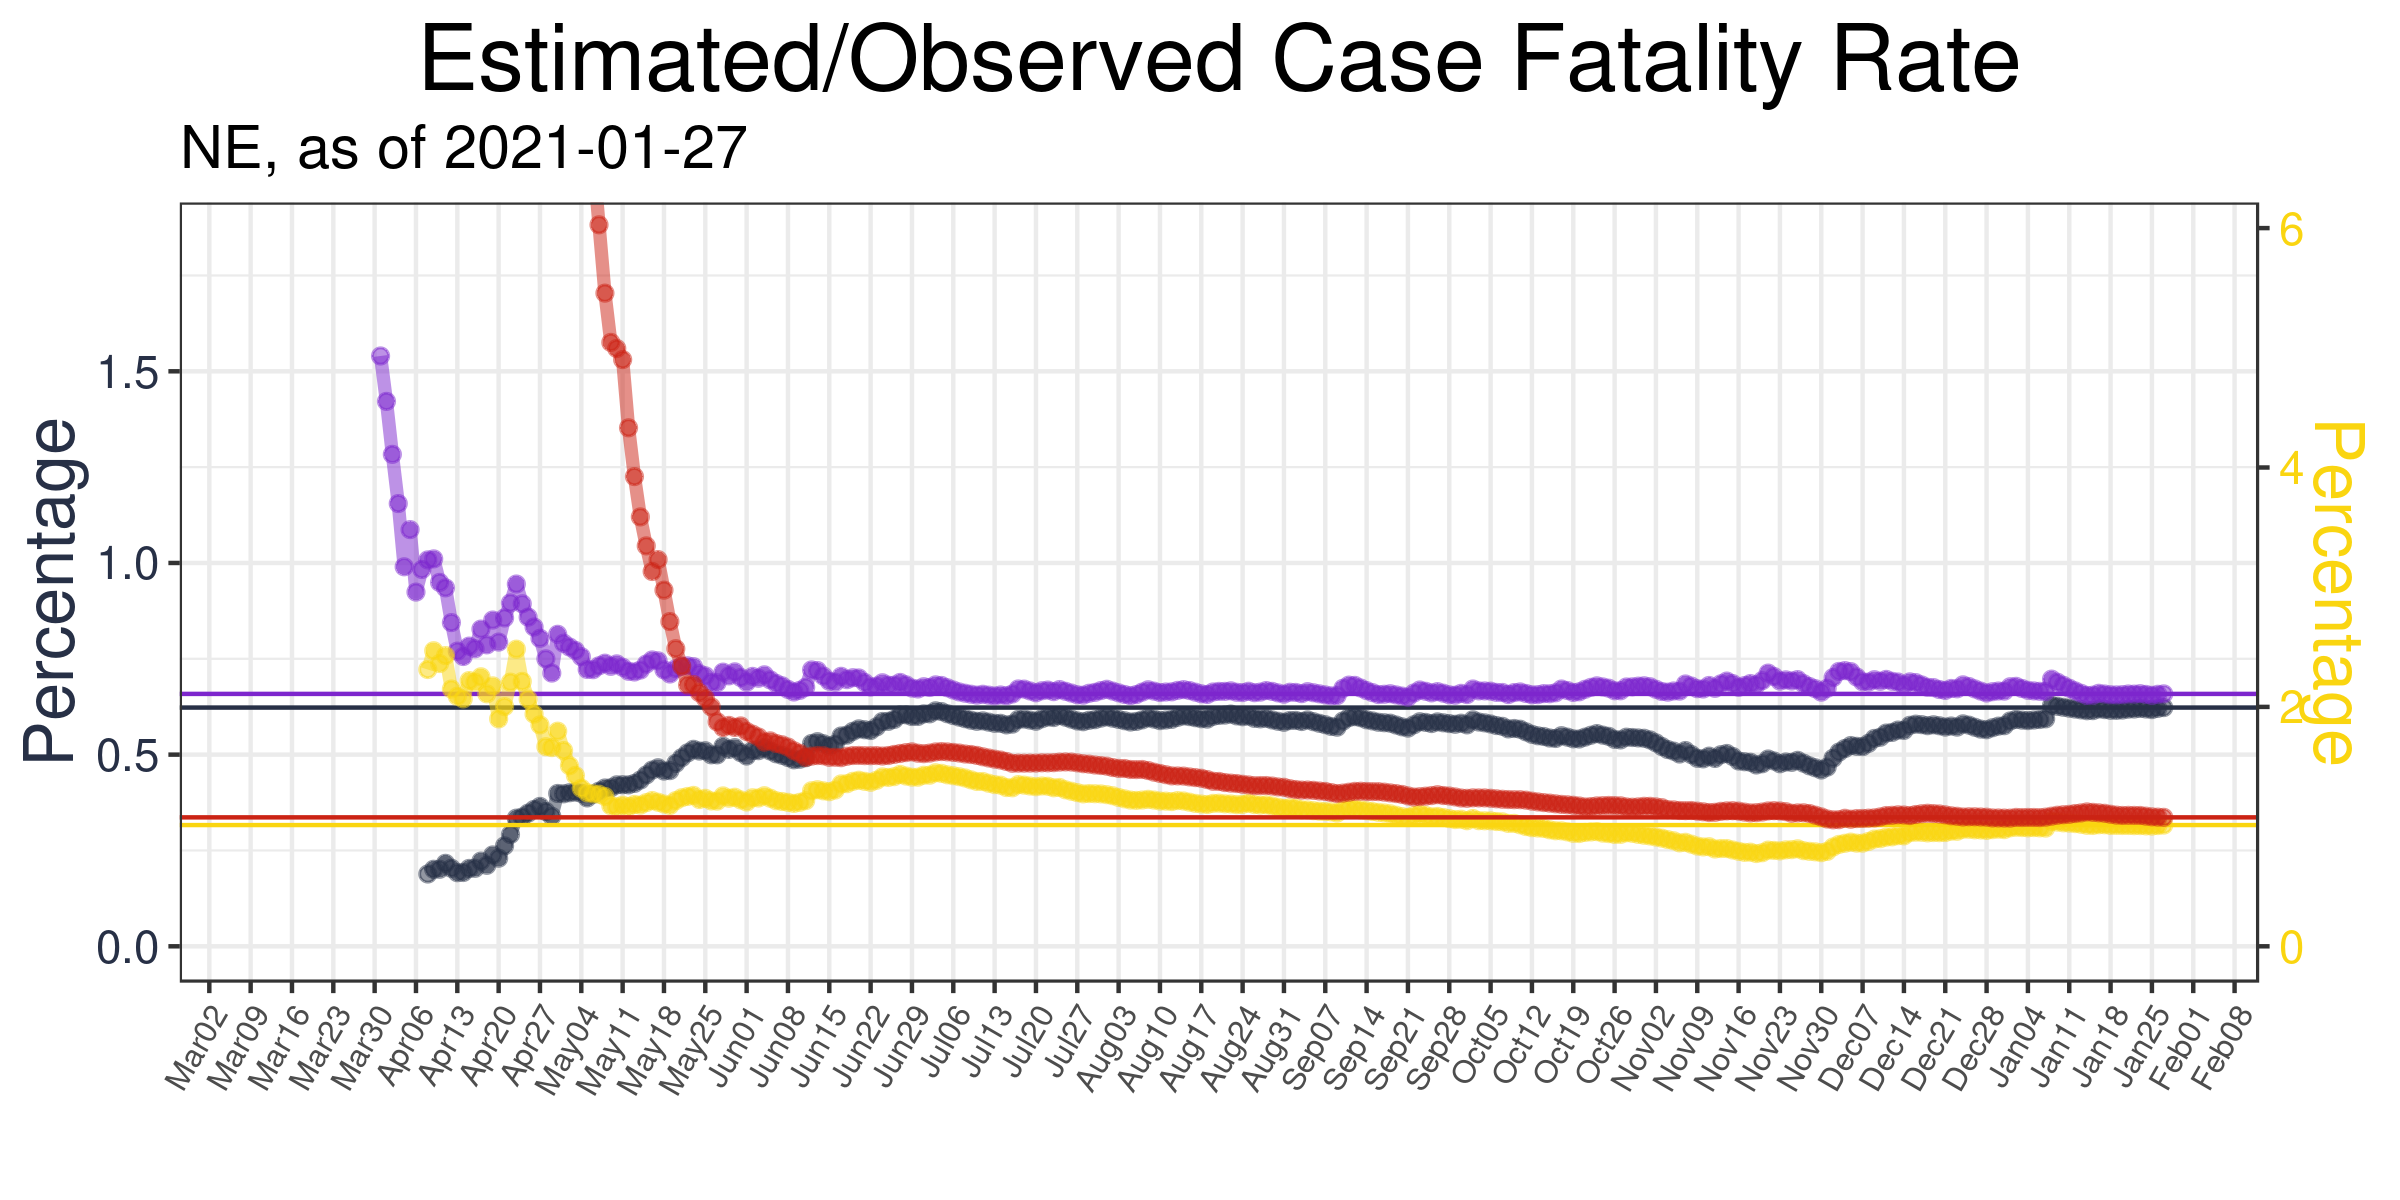 Estimated/Observed Case Fatality Rate
NE, as of 2021-01-27
Percentage
1.5
1.0
0.5
0.0
6
4
2
0
Percentage
Mar02
Mar09
Mar16
Mar23
Mar30
Apr06
Apr13
Apr20
Apr27
May04
May11
May18
May25
Jun01
Jun08
Jun15
Jun22
Jun29
Jul06
Jul13
Jul20
Jul27
Aug03
Aug10
Aug17
Aug24
Aug31
Sep07
Sep14
Sep21
Sep28
Oct05
Oct12
Oct19
Oct26
Nov02
Nov09
Nov16
Nov23
Nov30
Dec07
Dec14
Dec21
Dec28
Jan04
Jan11
Jan18
Jan25
Feb01
Feb08